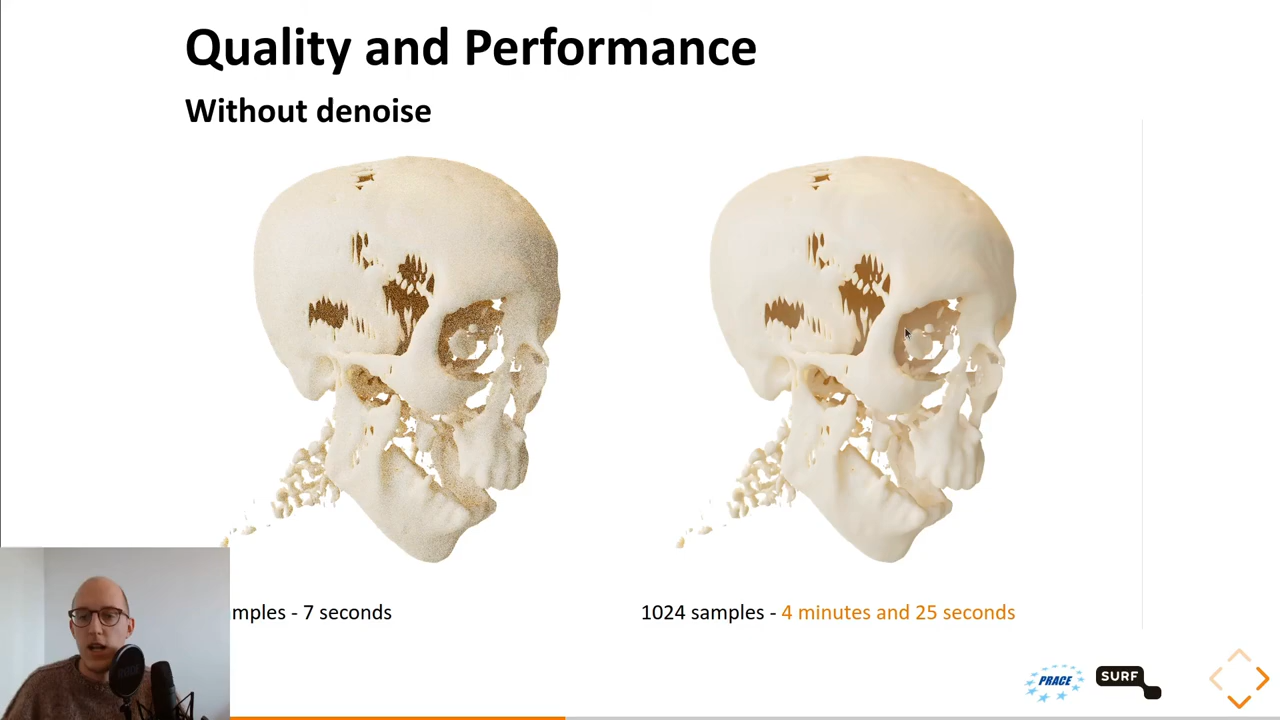 Quality and Performance
Without denoise
mples - 7 seconds
1024 samples - 4 minutes and 25 seconds
PRACE
SURF